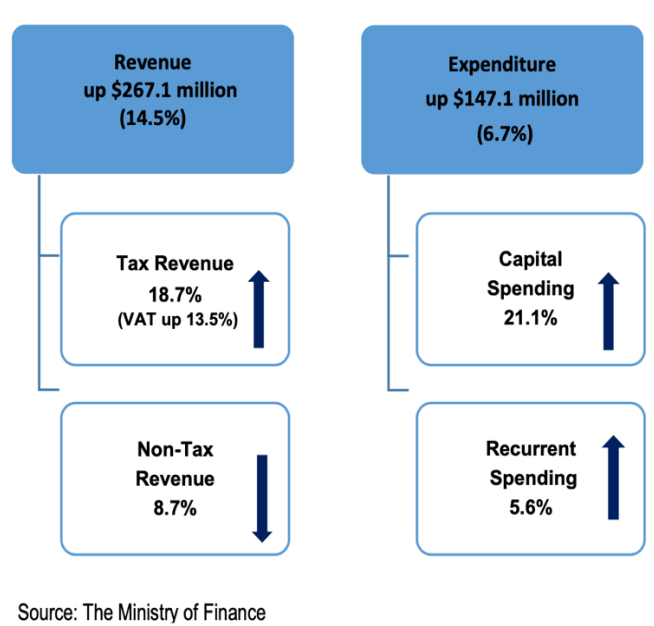 Revenue
up $267.1 million
(14.5%)
Expenditure
up $147.1 million
(6.7%)
Tax Revenue
18.7%
(VAT up 13.5%)
Capital
Spending
21.1%
Non-Tax
Revenue
8.7%
Recurrent
Spending
5.6%
Source: The Ministry of Finance